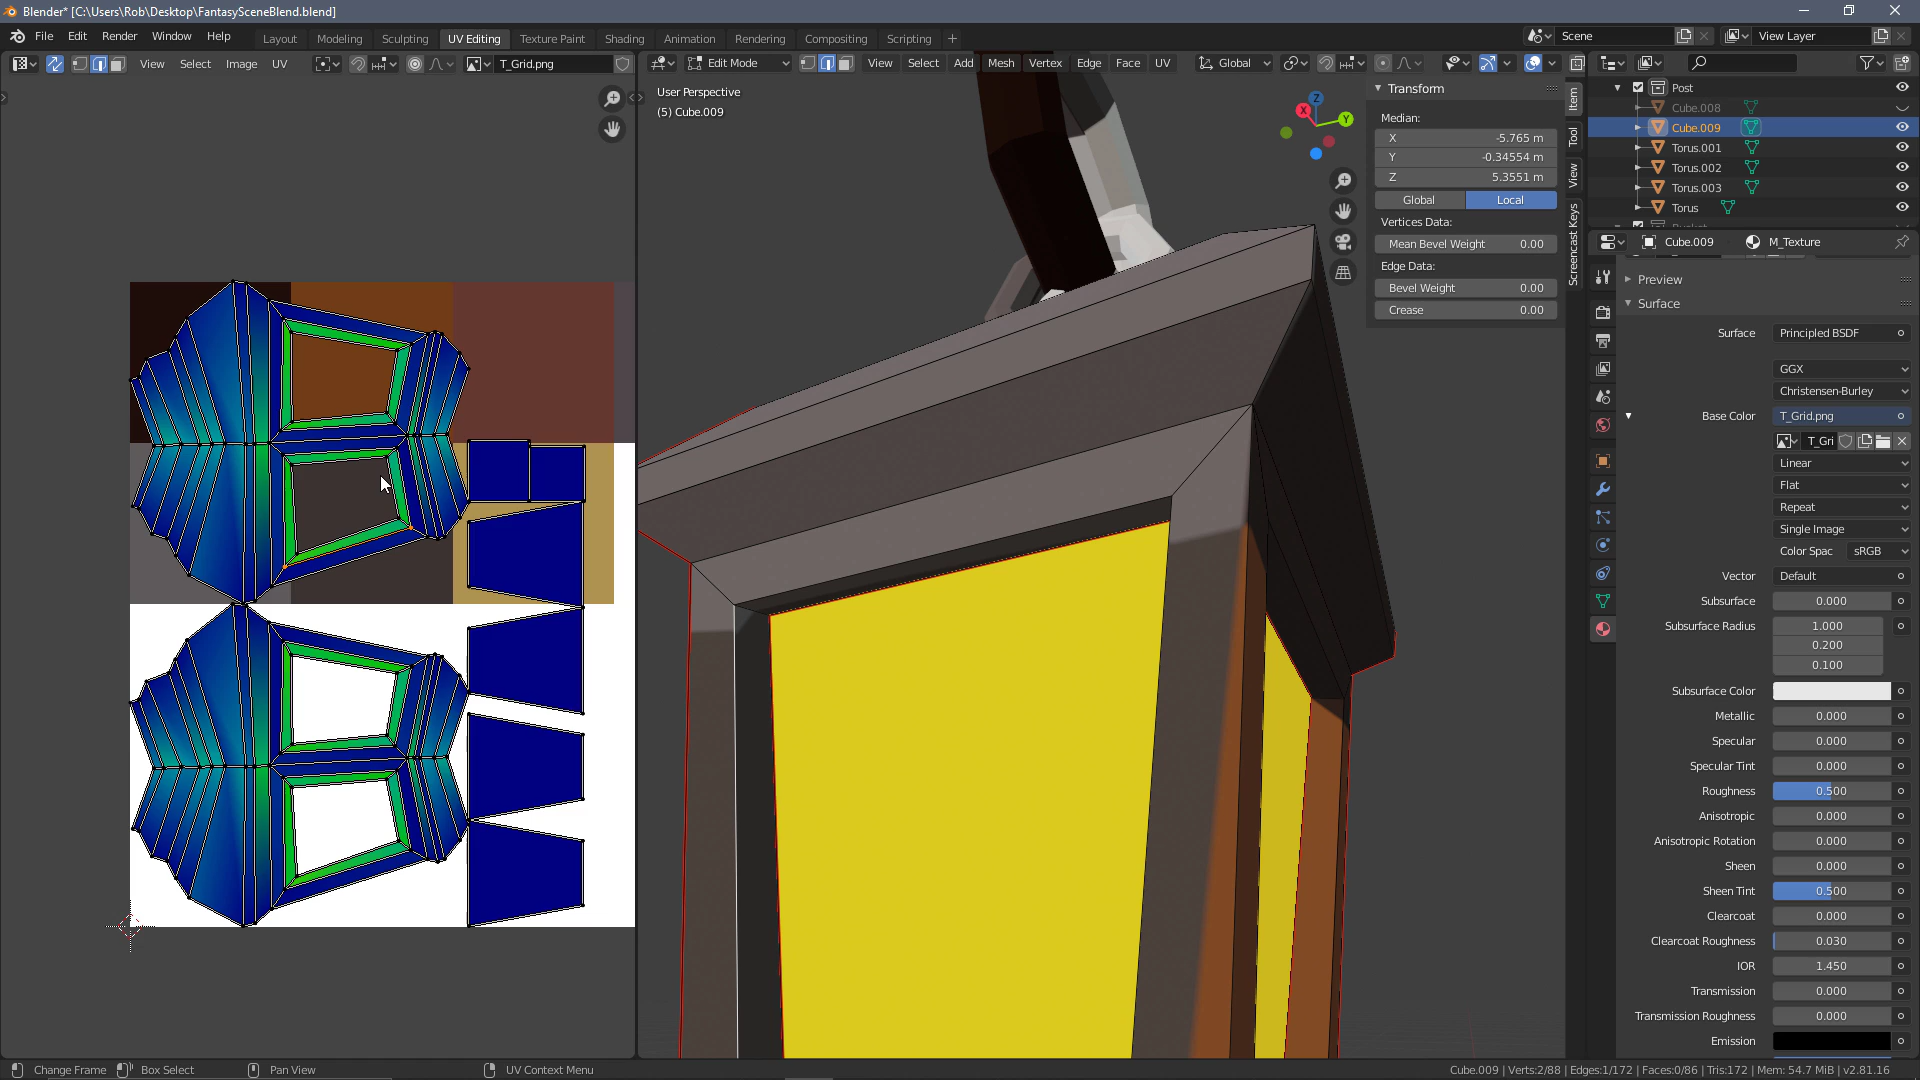 Blender* [C:\Users\Rob\Desktop\FantasySceneBlend.blend]
File Edit Render Window Help
Layout Modeling Sculpting UV Editing Texture Paint Shading Animation Rendering Compositing Scripting +
Scene View Layer
View Select Image UV T_Grid.png
Edit Mode View Select Add Mesh Vertex Edge Face UV Global
User Perspective
(5) Cube.009
X Y Z
Transform
Median:
X -5.765 m
Y -0.34554 m
Z 5.3551 m
Global Local
Vertices Data:
Mean Bevel Weight 0.00
Edge Data:
Bevel Weight 0.00
Crease 0.00
Item
Tool
View
Screencast Keys
Post
Cube.008
Cube.009
Torus.001
Torus.002
Torus.003
Torus
Cube.009 M_Texture
Preview
Surface
Surface Principled BSDF
GGX
Christensen-Burley
Base Color T_Grid.png
T_Gri
Linear
Flat
Repeat
Single Image
Color Spac sRGB
Vector Default
Subsurface 0.000
Subsurface Radius 1.000
0.200
0.100
Subsurface Color
Metallic 0.000
Specular 0.000
Specular Tint 0.000
Roughness 0.500
Anisotropic 0.000
Anisotropic Rotation 0.000
Sheen 0.000
Sheen Tint 0.500
Clearcoat 0.000
Clearcoat Roughness 0.030
IOR 1.450
Transmission 0.000
Transmission Roughness 0.000
Emission
Change Frame Box Select Pan View UV Context Menu
Cube.009 | Verts:2/88 | Edges:1/172 | Faces:0/86 | Tris:172 | Mem: 54.7 MiB | v2.81.16